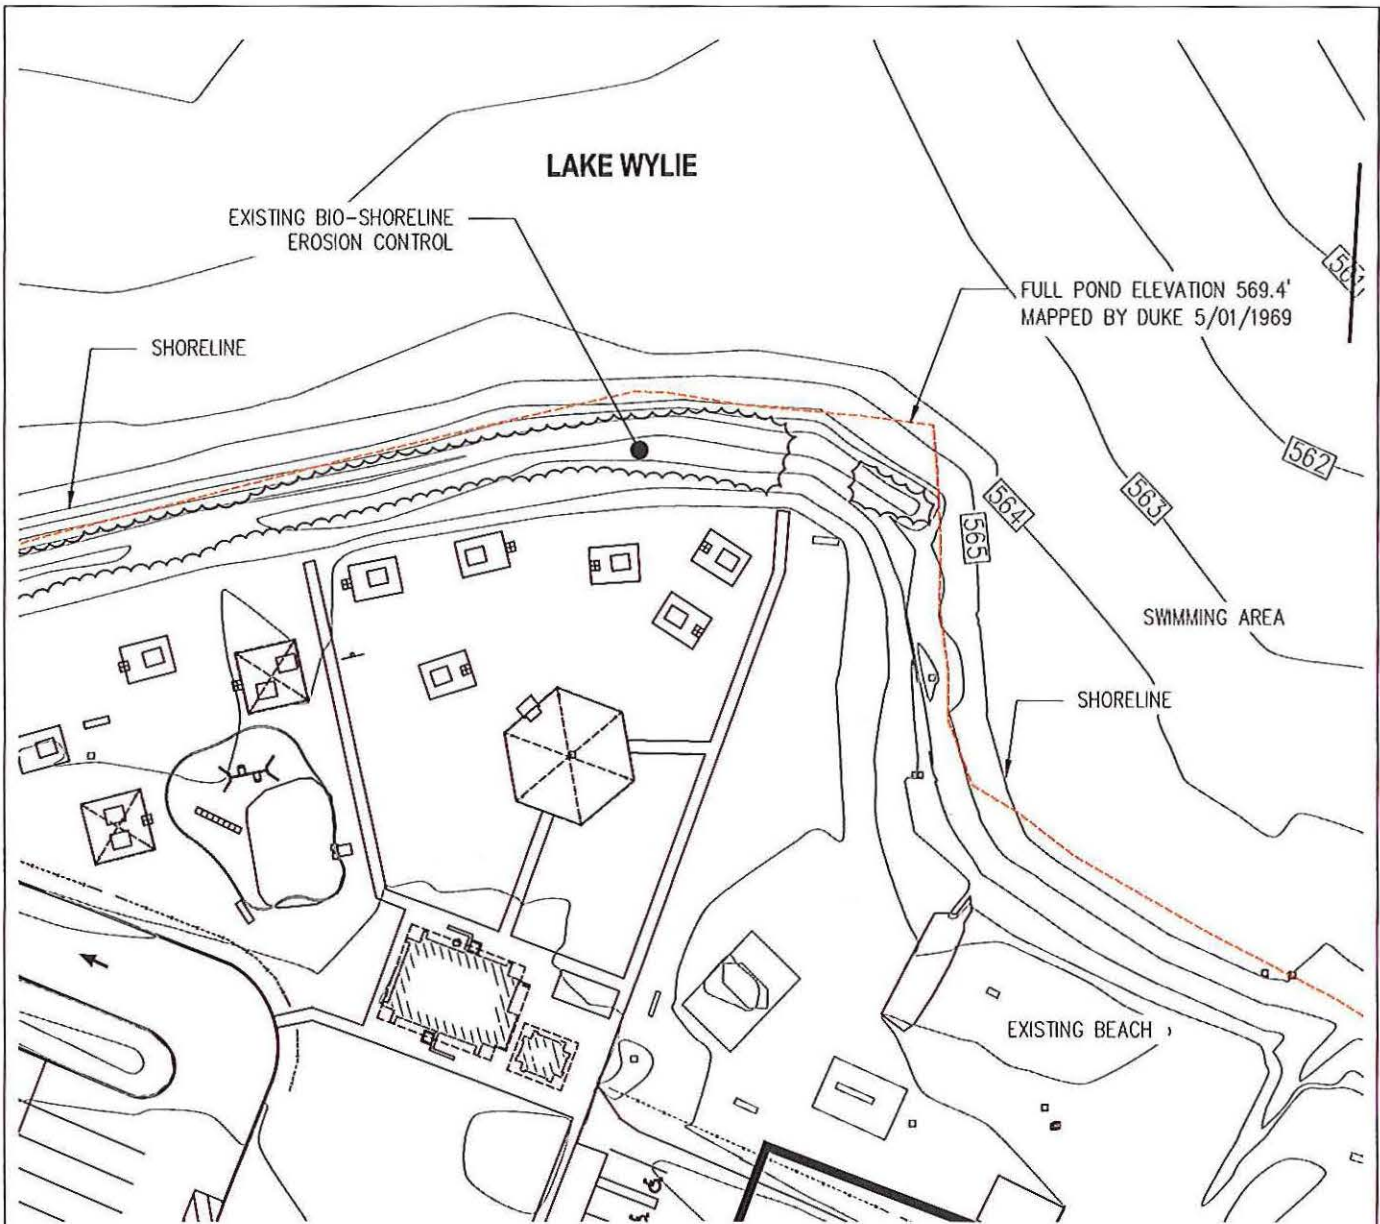 LAKE WYLIE
EXISTING BIO-SHORELINE
EROSION CONTROL
FULL POND ELEVATION 569.4'
MAPPED BY DUKE 5/01/1969
SHORELINE
562
563
564
565
SWIMMING AREA
SHORELINE
EXISTING BEACH